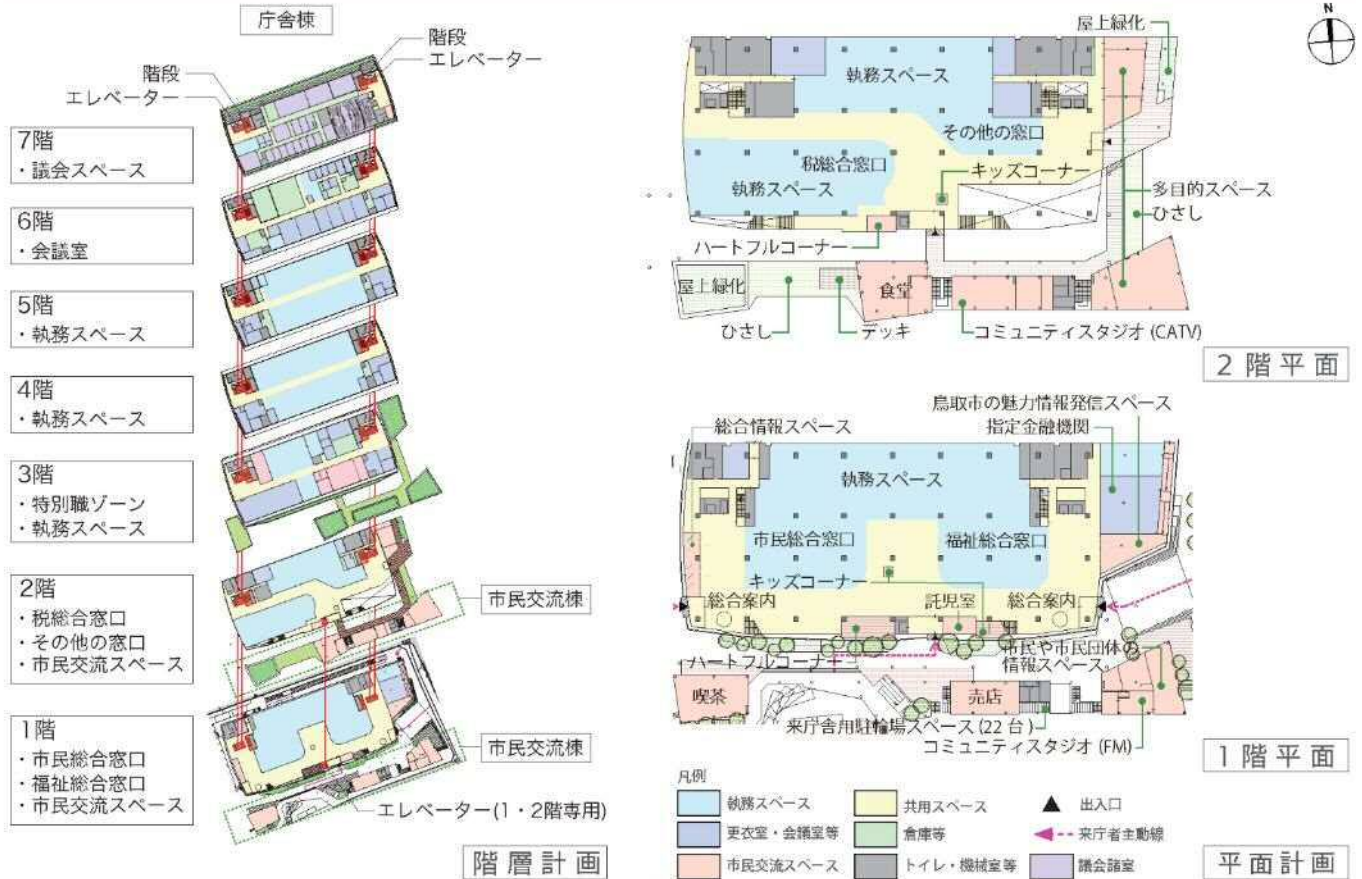 庁舎棟
階段
エレベーター
階段
エレベーター
7階
・議会スペース
6階
・会議室
5階
・執務スペース
4階
・執務スペース
3階
・特別職ゾーン
・執務スペース
2階
・税総合窓口
・その他の窓口
・市民交流スペース
市民交流棟
1階
・市民総合窓口
・福祉総合窓口
・市民交流スペース
市民交流棟
エレベーター(1・2階専用)
階層計画
N
屋上緑化
執務スペース
その他の窓口
税総合窓口
キッズコーナー
執務スペース
多目的スペース
ひさし
ハートフルコーナー
屋上緑化
食堂
ひさし
デッキ
コミュニティスタジオ (CATV)
2階平面
鳥取市の魅力情報発信スペース
総合情報スペース
指定金融機関
執務スペース
市民総合窓口
福祉総合窓口
キッズコーナー
総合案内
託児室
総合案内
市民や市民団体の
情報スペース
ハートフルコーナー
喫茶
売店
来庁舎用駐輪場スペース (22 台 )
コミュニティスタジオ (FM)
1階平面
凡例
執務スペース
共用スペース
出入口
更衣室・会議室等
倉庫等
来庁者主動線
市民交流スペース
トイレ・機械室等
議会諸室
平面計画